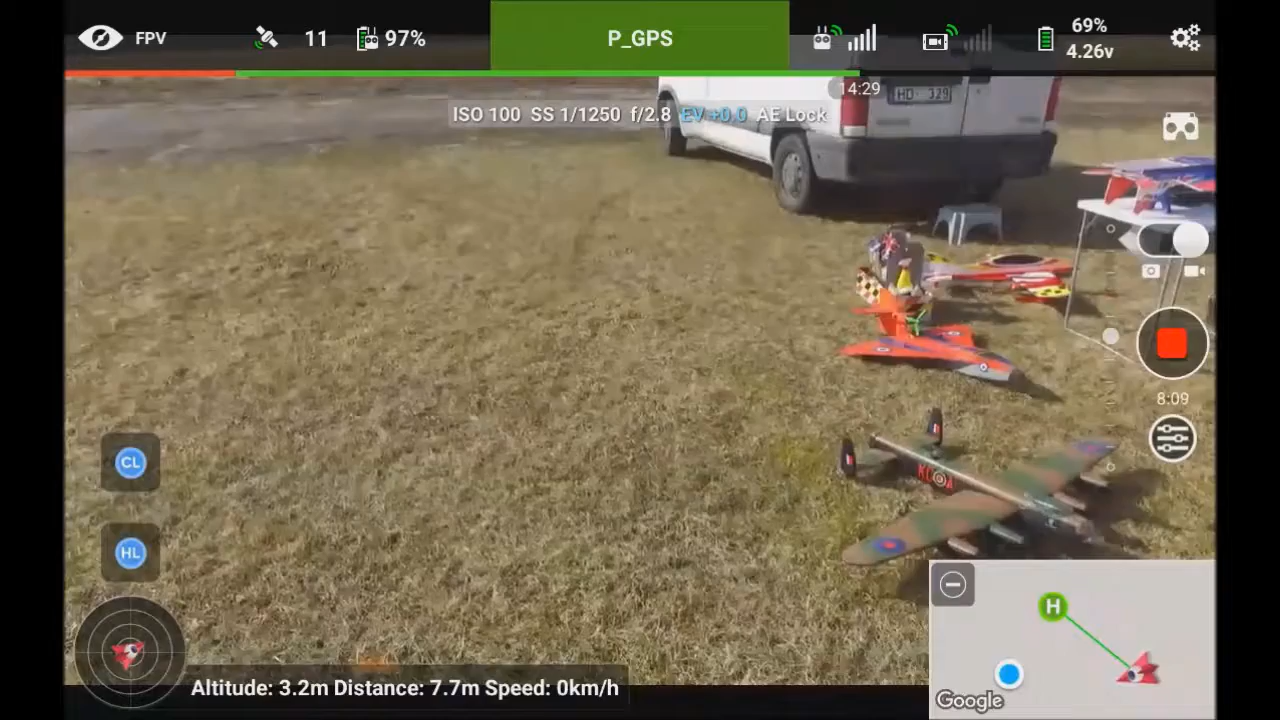 FPV
11
97%
P_GPS
69%
4.26v
14:29
HD· 329
ISO 100 SS 1/1250 f/2.8 EV +0.0 AE Lock
8:09
CL
KC A
HL
H
Altitude: 3.2m Distance: 7.7m Speed: 0km/h
Google